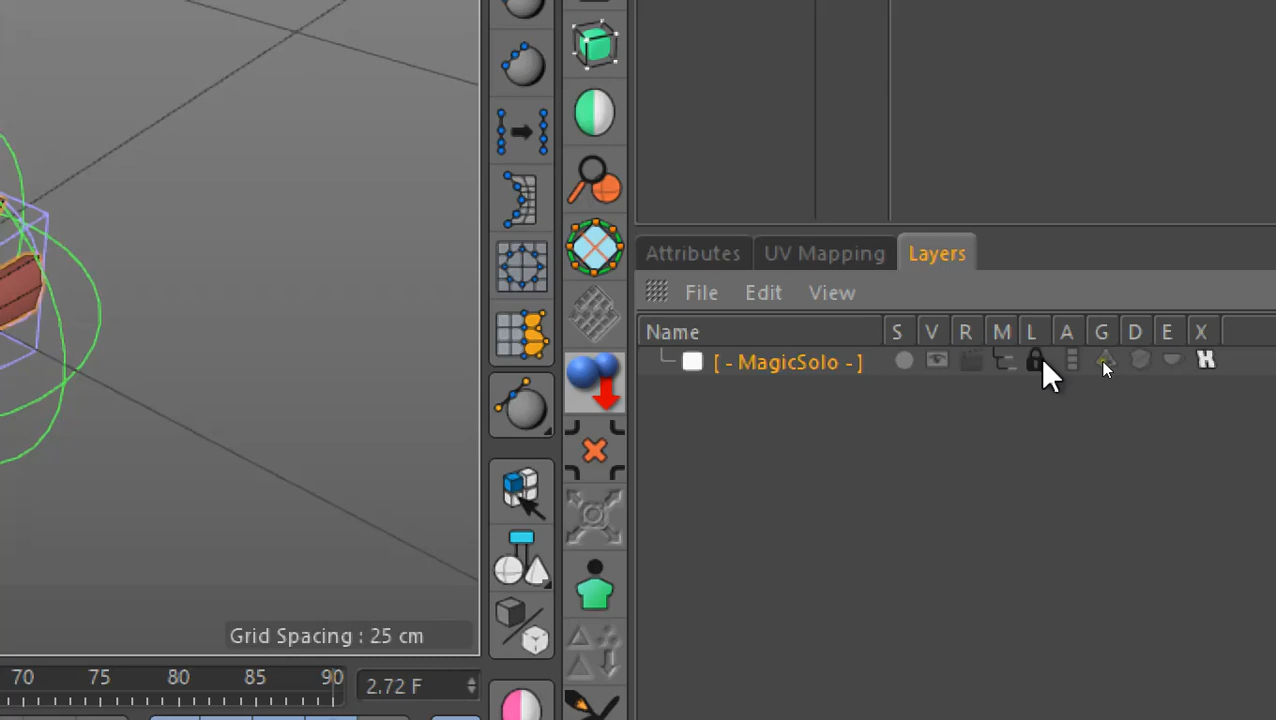 Attributes UV Mapping Layers
File Edit View
Name S V R M L A G D E X
[ - MagicSolo - ]
Grid Spacing : 25 cm
70 75 80 85 90 2.72 F